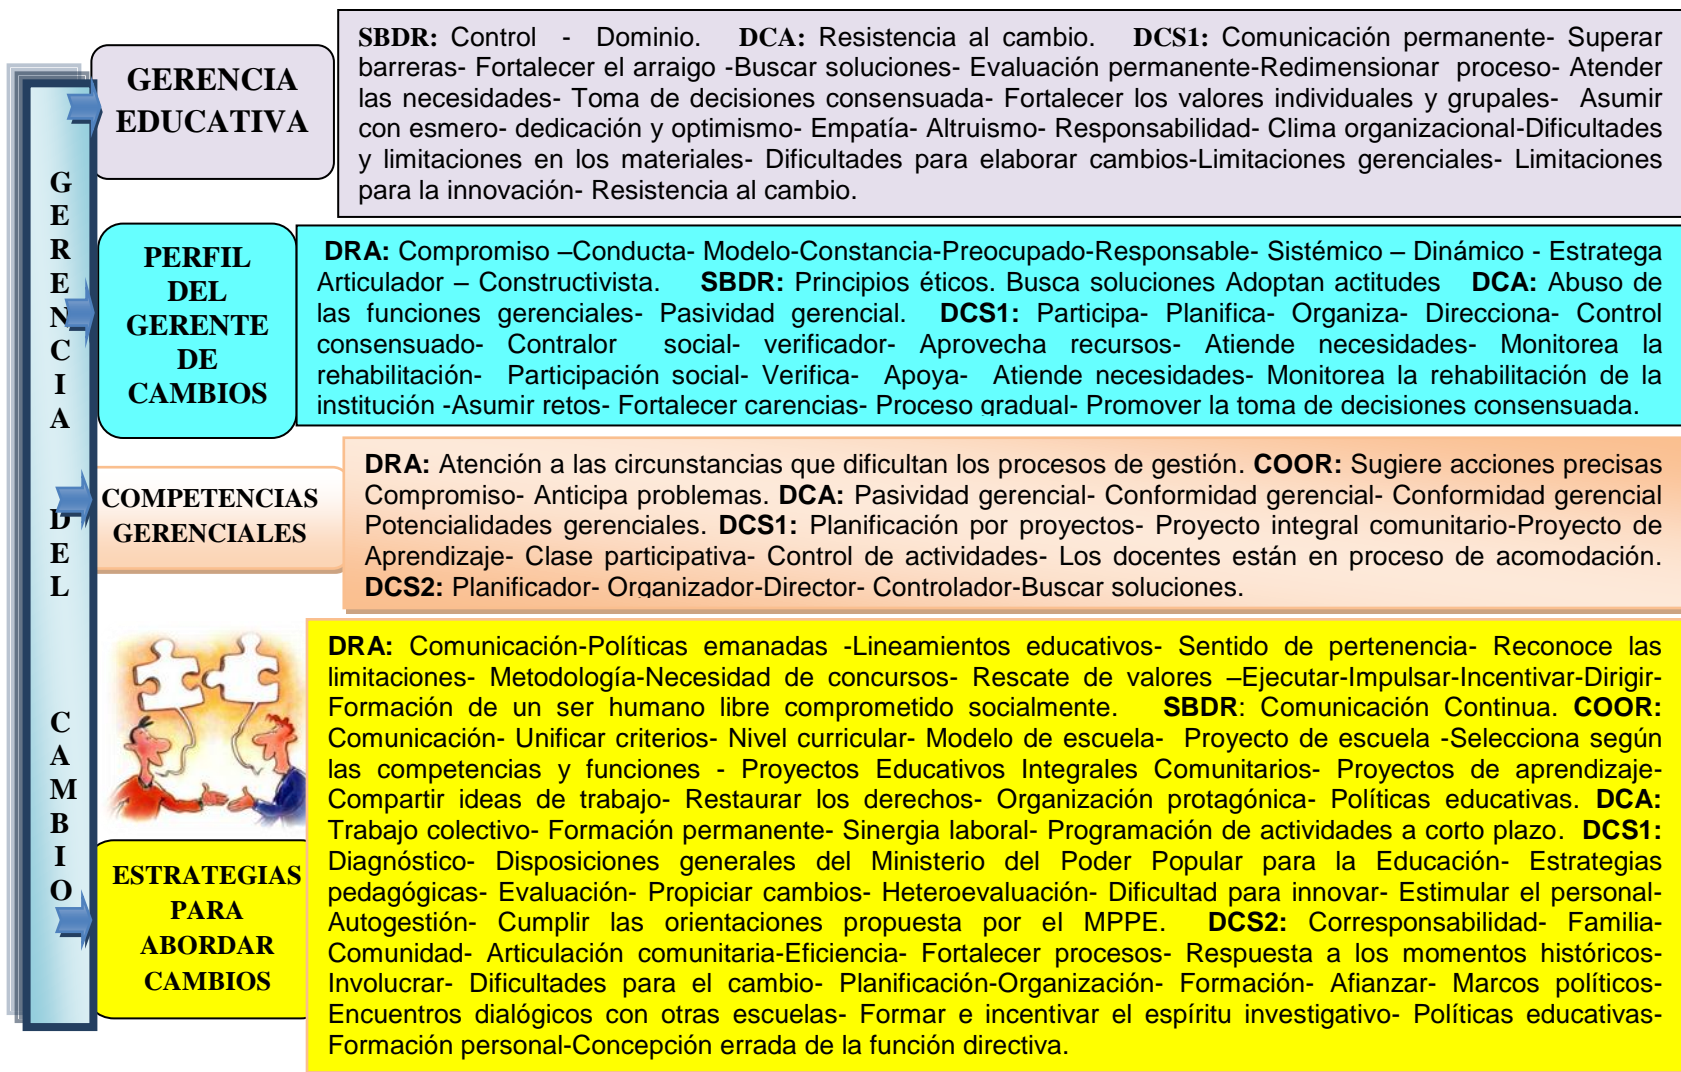 GERENCIA DEL CAMBIO
GERENCIA
EDUCATIVA
SBDR: Control - Dominio. DCA: Resistencia al cambio. DCS1: Comunicación permanente- Superar
barreras- Fortalecer el arraigo -Buscar soluciones- Evaluación permanente-Redimensionar proceso- Atender
las necesidades- Toma de decisiones consensuada- Fortalecer los valores individuales y grupales- Asumir
con esmero- dedicación y optimismo- Empatía- Altruismo- Responsabilidad- Clima organizacional-Dificultades
y limitaciones en los materiales- Dificultades para elaborar cambios-Limitaciones gerenciales- Limitaciones
para la innovación- Resistencia al cambio.
PERFIL
DEL
GERENTE
DE
CAMBIOS
DRA: Compromiso –Conducta- Modelo-Constancia-Preocupado-Responsable- Sistémico – Dinámico - Estratega
Articulador – Constructivista. SBDR: Principios éticos. Busca soluciones Adoptan actitudes DCA: Abuso de
las funciones gerenciales- Pasividad gerencial. DCS1: Participa- Planifica- Organiza- Direcciona- Control
consensuado- Contralor social- verificador- Aprovecha recursos- Atiende necesidades- Monitorea la
rehabilitación- Participación social- Verifica- Apoya- Atiende necesidades- Monitorea la rehabilitación de la
institución -Asumir retos- Fortalecer carencias- Proceso gradual- Promover la toma de decisiones consensuada.
COMPETENCIAS
GERENCIALES
DRA: Atención a las circunstancias que dificultan los procesos de gestión. COOR: Sugiere acciones precisas
Compromiso- Anticipa problemas. DCA: Pasividad gerencial- Conformidad gerencial- Conformidad gerencial
Potencialidades gerenciales. DCS1: Planificación por proyectos- Proyecto integral comunitario-Proyecto de
Aprendizaje- Clase participativa- Control de actividades- Los docentes están en proceso de acomodación.
DCS2: Planificador- Organizador-Director- Controlador-Buscar soluciones.
ESTRATEGIAS
PARA
ABORDAR
CAMBIOS
DRA: Comunicación-Políticas emanadas -Lineamientos educativos- Sentido de pertenencia- Reconoce las
limitaciones- Metodología-Necesidad de concursos- Rescate de valores –Ejecutar-Impulsar-Incentivar-Dirigir-
Formación de un ser humano libre comprometido socialmente. SBDR: Comunicación Continua. COOR:
Comunicación- Unificar criterios- Nivel curricular- Modelo de escuela- Proyecto de escuela -Selecciona según
las competencias y funciones - Proyectos Educativos Integrales Comunitarios- Proyectos de aprendizaje-
Compartir ideas de trabajo- Restaurar los derechos- Organización protagónica- Políticas educativas. DCA:
Trabajo colectivo- Formación permanente- Sinergia laboral- Programación de actividades a corto plazo. DCS1:
Diagnóstico- Disposiciones generales del Ministerio del Poder Popular para la Educación- Estrategias
pedagógicas- Evaluación- Propiciar cambios- Heteroevaluación- Dificultad para innovar- Estimular el personal-
Autogestión- Cumplir las orientaciones propuesta por el MPPE. DCS2: Corresponsabilidad- Familia-
Comunidad- Articulación comunitaria-Eficiencia- Fortalecer procesos- Respuesta a los momentos históricos-
Involucrar- Dificultades para el cambio- Planificación-Organización- Formación- Afianzar- Marcos políticos-
Encuentros dialógicos con otras escuelas- Formar e incentivar el espíritu investigativo- Políticas educativas-
Formación personal-Concepción errada de la función directiva.